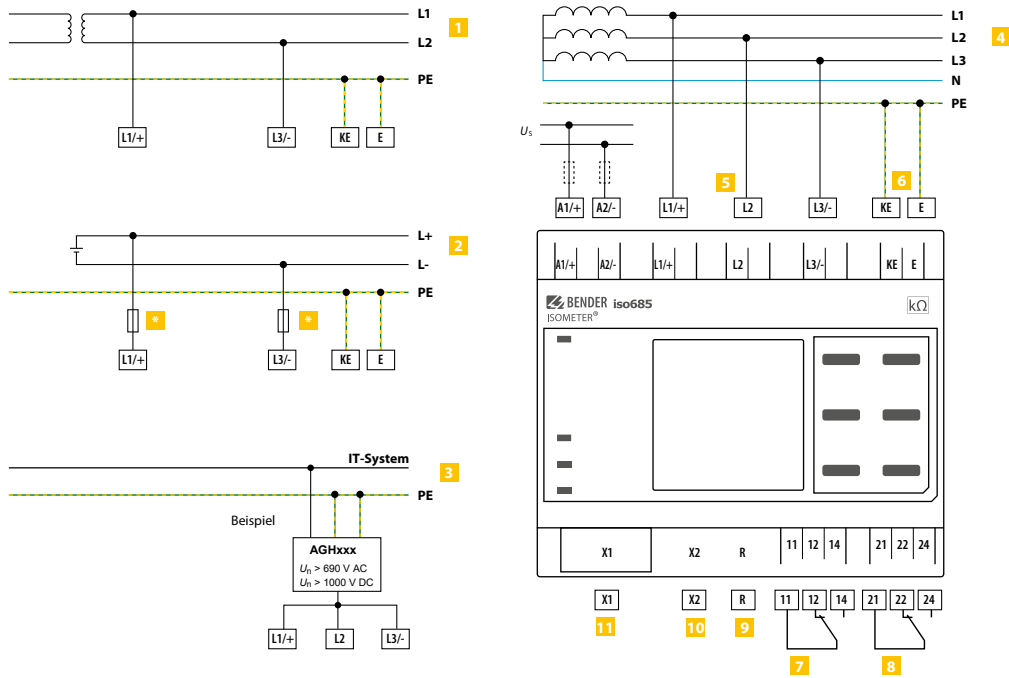 L1
1
L2
PE
L1/+
L3/-
KE
E
L+
2
L-
PE
*
*
L1/+
L3/-
KE
E
IT-System
3
PE
Beispiel
AGHxxx
Un > 690 V AC
Un > 1000 V DC
L1/+
L2
L3/-
L1
L2
4
L3
N
PE
Us
5
6
A1/+
A2/-
L1/+
L2
L3/-
KE
E
A1/+
A2/-
L1/+
L2
L3/-
KE
E
BENDER iso685
ISOMETER®
kΩ
X1
X2
R
11
12
14
21
22
24
X1
X2
R
11
12
14
21
22
24
11
10
9
7
8